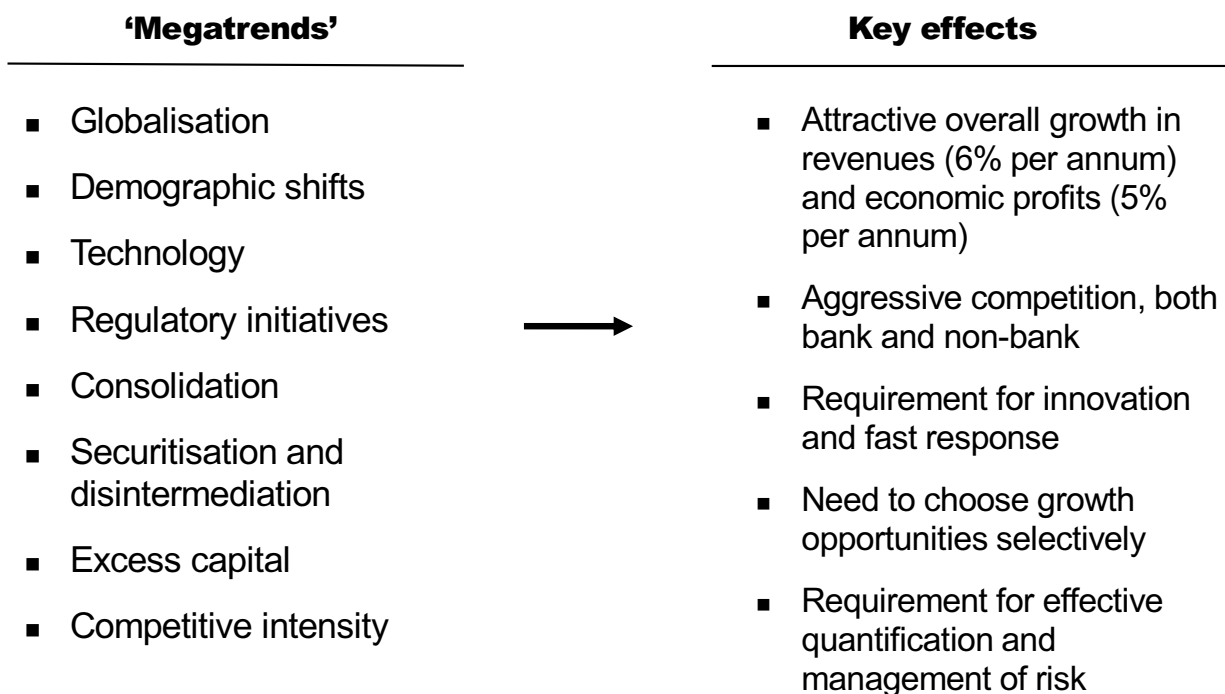 ‘Megatrends’
■ Globalisation
■ Demographic shifts
■ Technology
■ Regulatory initiatives
■ Consolidation
■ Securitisation and
disintermediation
■ Excess capital
■ Competitive intensity
Key effects
■ Attractive overall growth in
revenues (6% per annum)
and economic profits (5%
per annum)
■ Aggressive competition, both
bank and non-bank
■ Requirement for innovation
and fast response
■ Need to choose growth
opportunities selectively
■ Requirement for effective
quantification and
management of risk